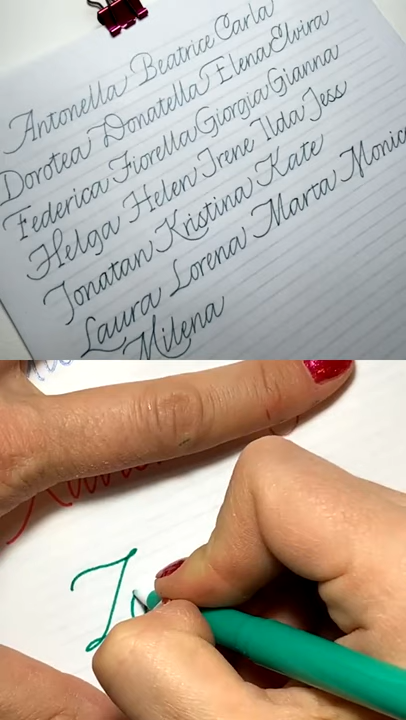 Antonella Beatrice Carla
Dorotea Donatella Elena Elvira
Federica Fiorella Giorgia Gianna
Helga Helen Irene Ilda Jess
Jonatan Kristina Kate
Laura Lorena Marta Monica
Milena